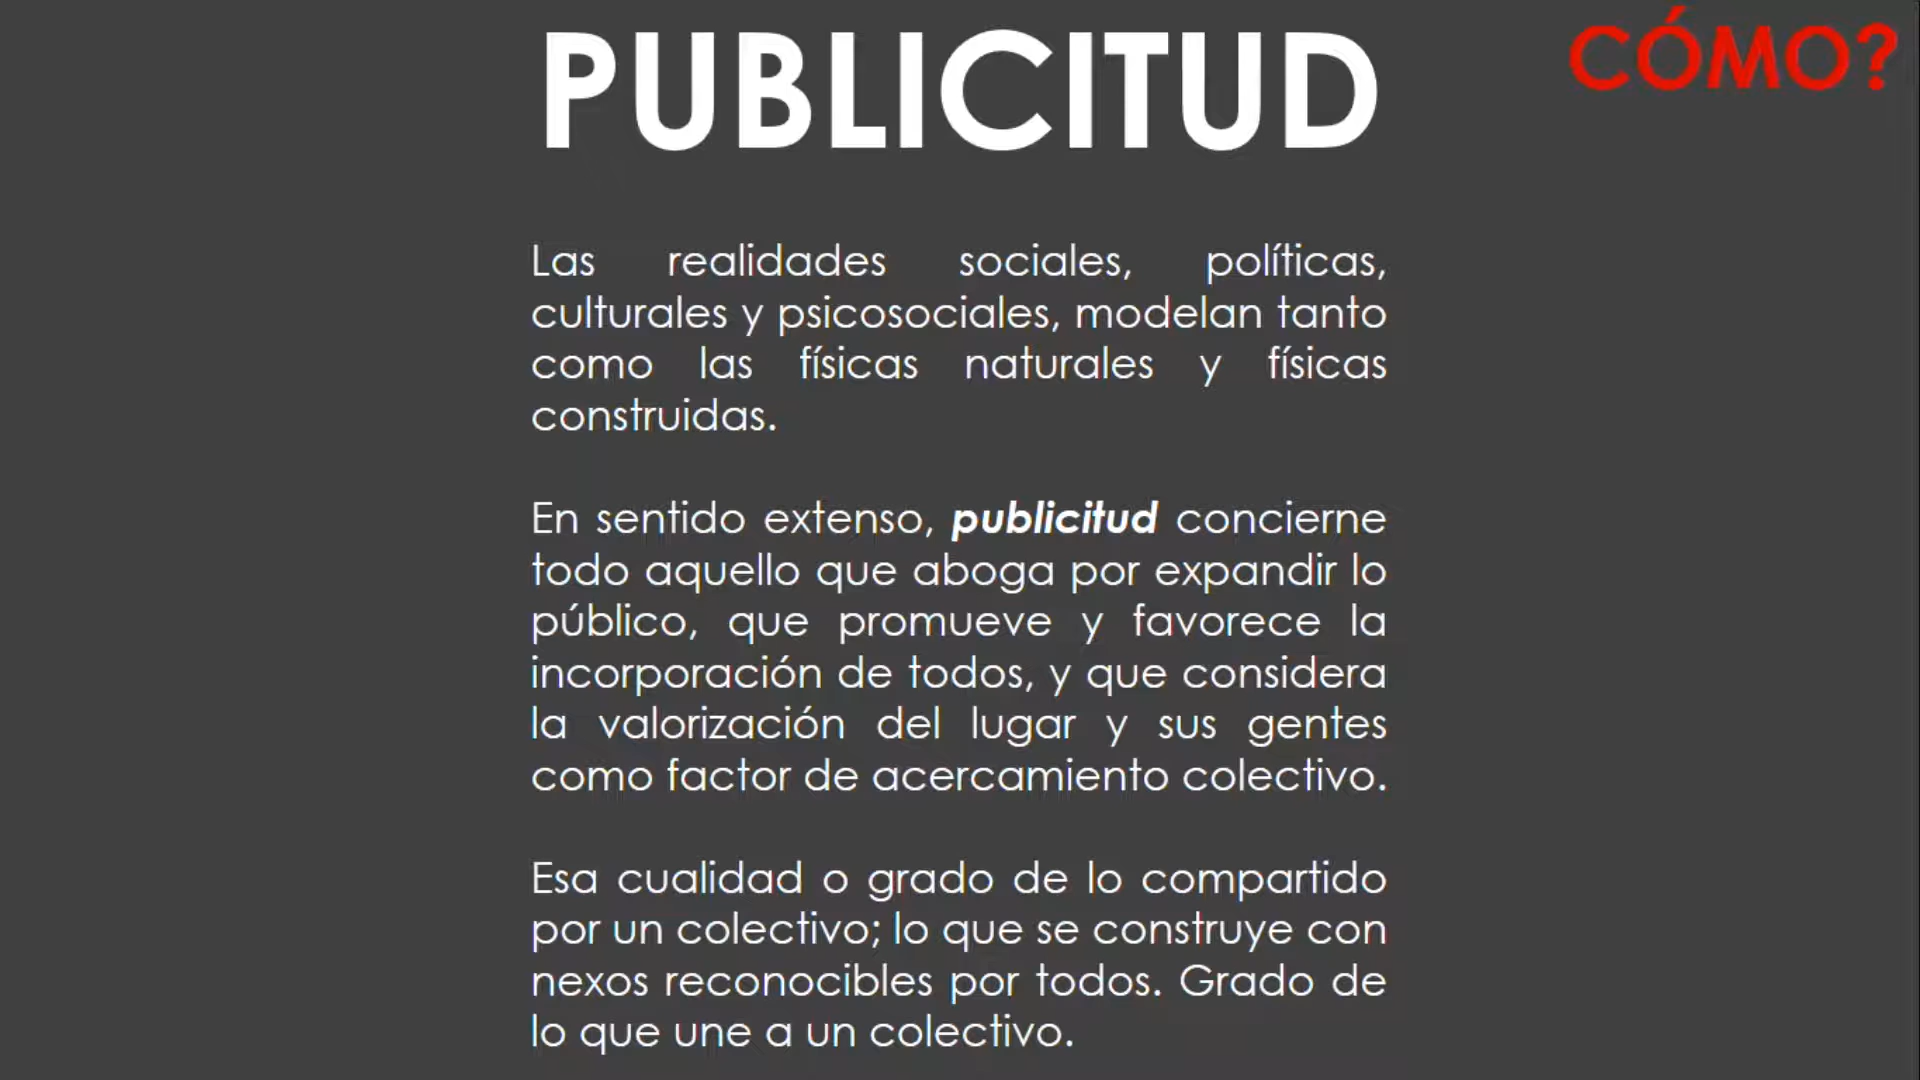 PUBLICITUD
CÓMO?
Las realidades sociales, políticas,
culturales y psicosociales, modelan tanto
como las físicas naturales y físicas
construidas.
En sentido extenso, publicitud concierne
todo aquello que aboga por expandir lo
público, que promueve y favorece la
incorporación de todos, y que considera
la valorización del lugar y sus gentes
como factor de acercamiento colectivo.
Esa cualidad o grado de lo compartido
por un colectivo; lo que se construye con
nexos reconocibles por todos. Grado de
lo que une a un colectivo.